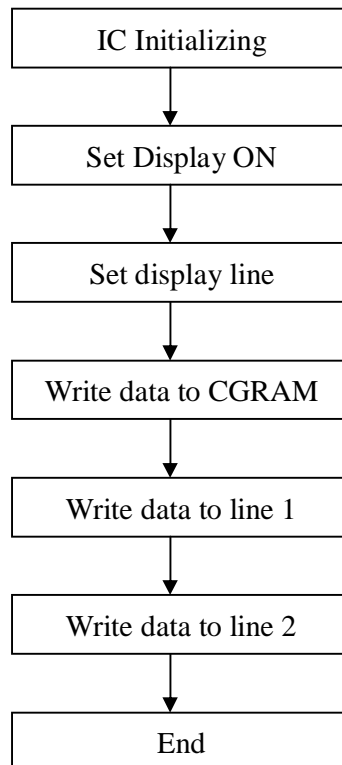 IC Initializing
Set Display ON
Set display line
Write data to CGRAM
Write data to line 1
Write data to line 2
End